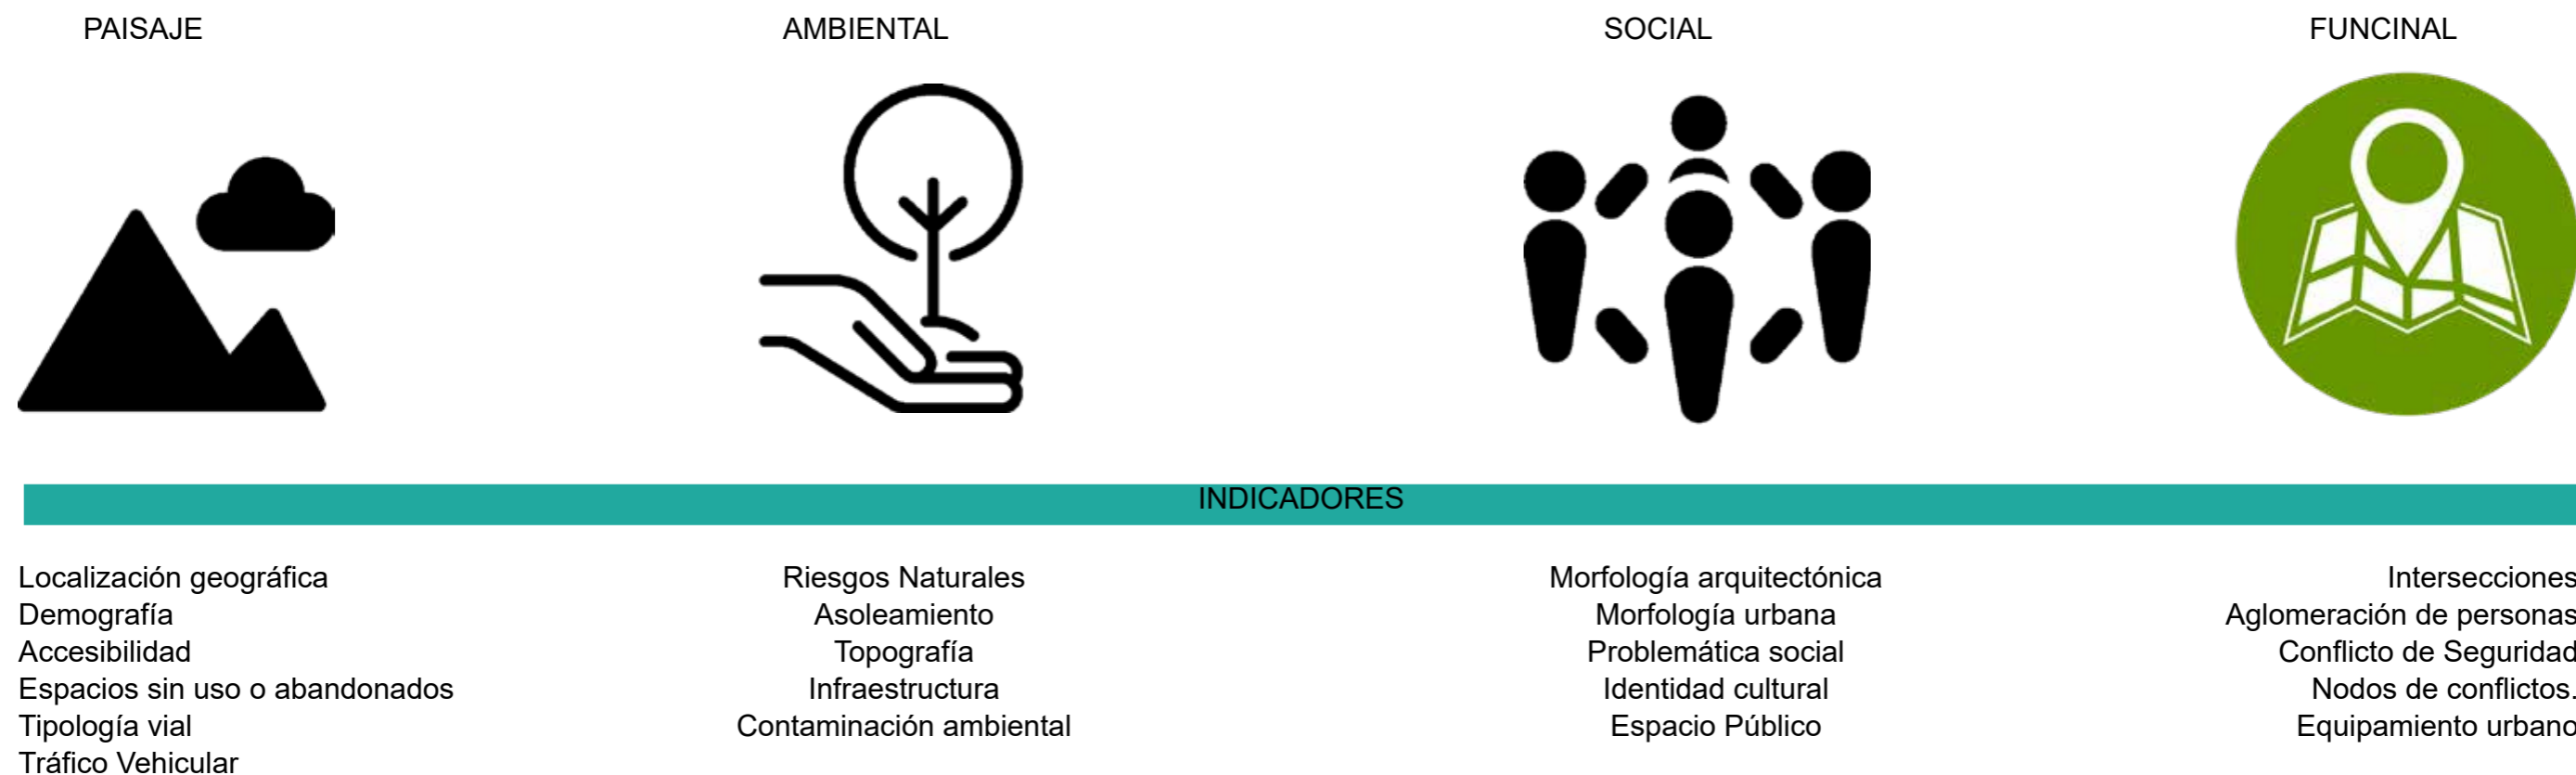 PAISAJE
AMBIENTAL
SOCIAL
FUNCINAL
INDICADORES
Localización geográfica
Demografía
Accesibilidad
Espacios sin uso o abandonados
Tipología vial
Tráfico Vehicular
Riesgos Naturales
Asoleamiento
Topografía
Infraestructura
Contaminación ambiental
Morfología arquitectónica
Morfología urbana
Problemática social
Identidad cultural
Espacio Público
Intersecciones
Aglomeración de personas
Conflicto de Seguridad
Nodos de conflictos.
Equipamiento urbano